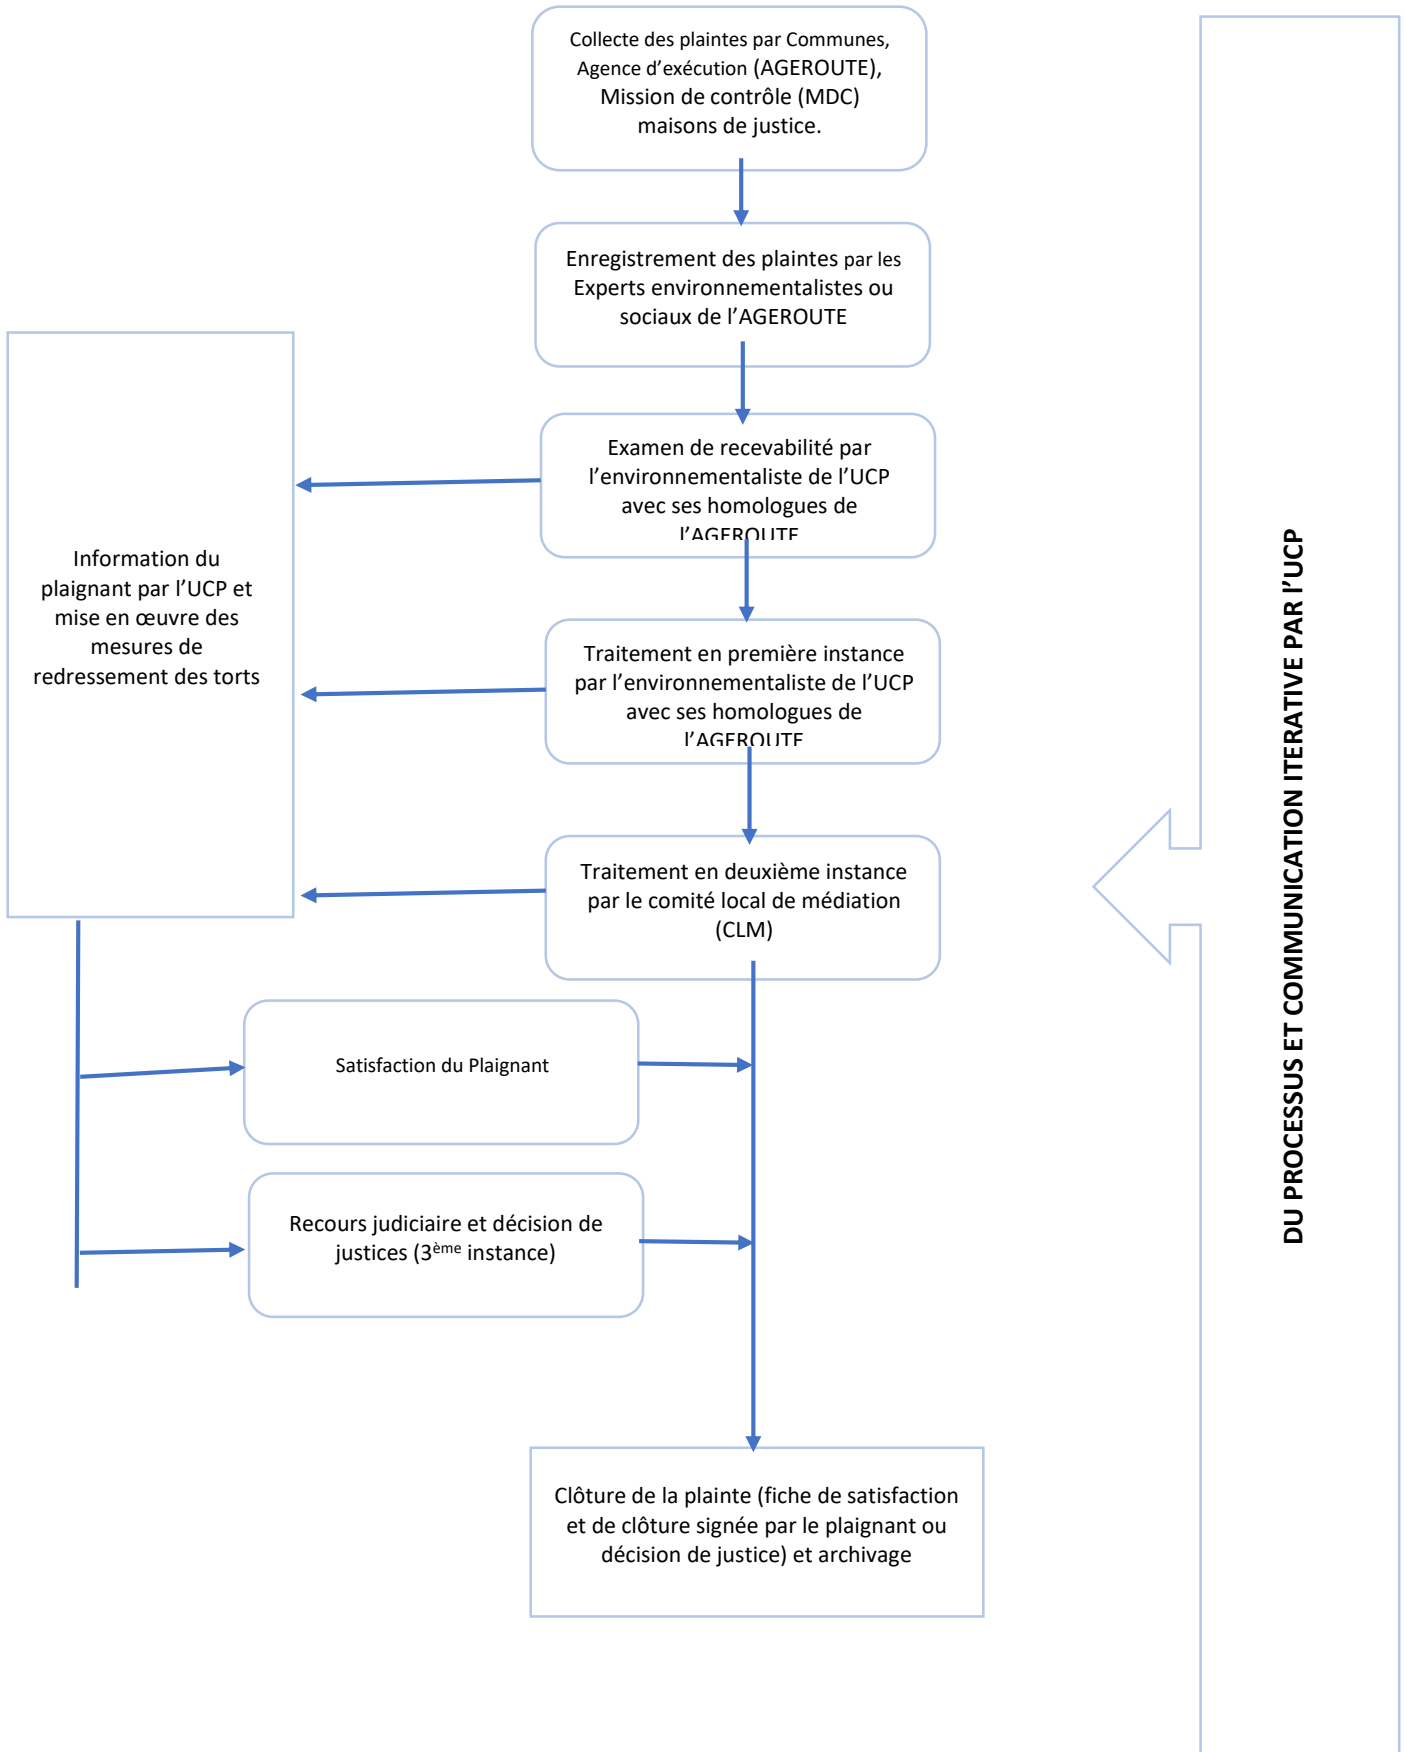 Collecte des plaintes par Communes,
Agence d’exécution (AGEROUTE),
Mission de contrôle (MDC)
maisons de justice.
Enregistrement des plaintes par les
Experts environnementalistes ou
sociaux de l’AGEROUTE
Examen de recevabilité par
l’environnementaliste de l’UCP
avec ses homologues de
l’AGEROUTE
Information du
plaignant par l’UCP et
mise en œuvre des
mesures de
redressement des torts
Traitement en première instance
par l’environnementaliste de l’UCP
avec ses homologues de
l’AGEROUTE
Traitement en deuxième instance
par le comité local de médiation
(CLM)
Satisfaction du Plaignant
Recours judiciaire et décision de
justices (3ème instance)
Clôture de la plainte (fiche de satisfaction
et de clôture signée par le plaignant ou
décision de justice) et archivage
DU PROCESSUS ET COMMUNICATION ITERATIVE PAR l’UCP